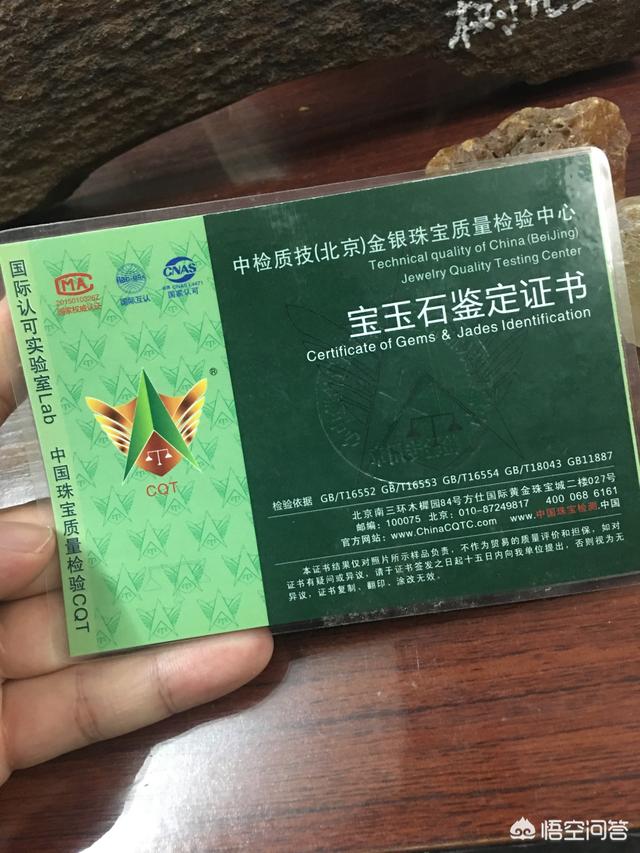 国际认可实验室Lab 中国珠宝质量检验CQT
MA
2015010026Z
国家权威认证
ilac-MRA
国际互认
CNAS
国家认可
®
CQT
中检质技(北京)金银珠宝质量检验中心
Technical quality of China (BeiJing)
Jewelry Quality Testing Center
宝玉石鉴定证书
Certificate of Gems & Jades Identification
检验依据 GB/T16552 GB/T16553 GB/T16554 GB/T18043 GB11887
北京南三环木樨园84号方仕国际黄金珠宝城二楼027号
邮编：100075 北京：010-87249817 400 068 6161
官方网站：www.ChinaCQTC.com www.中国珠宝检测.中国
本证书结果仅对照片所示样品负责，不作为贸易的质量评价和担保，如对
证书有疑问或异议，请于证书签发之日起十五日内向我单位提出，否则视为无
异议，证书复制、翻印、涂改无效。
悟空问答